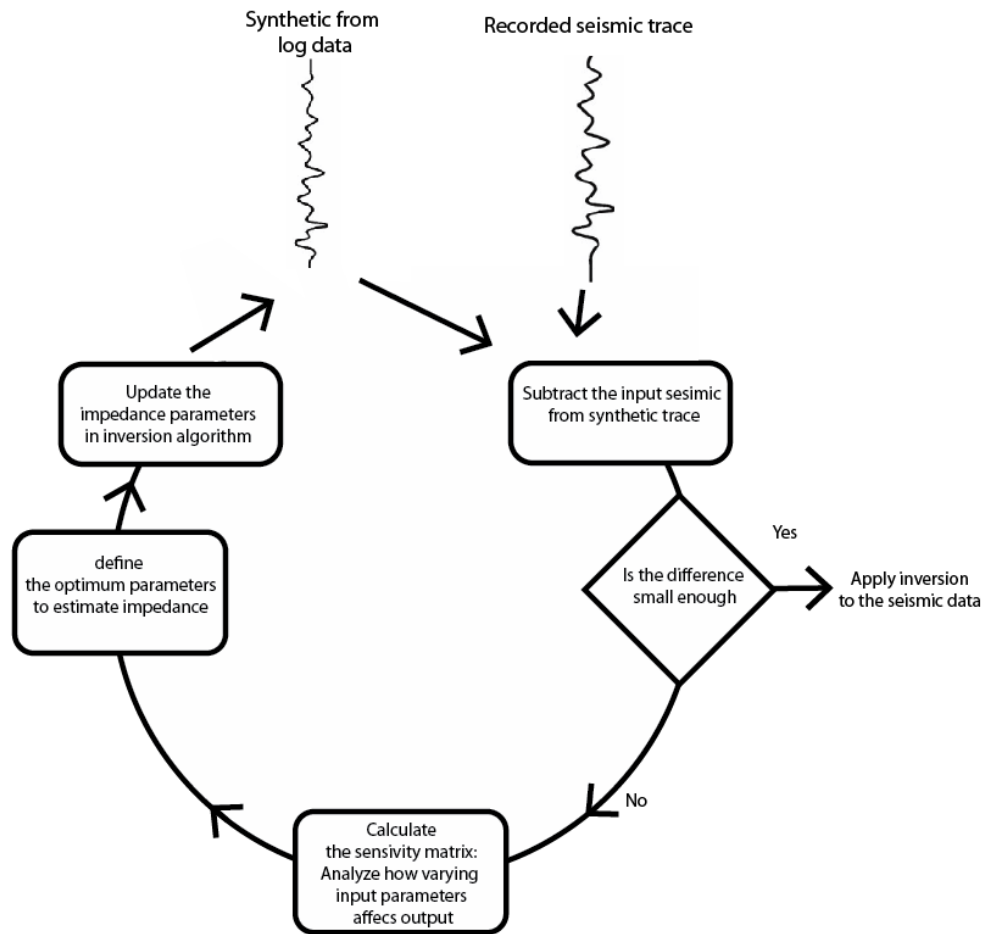 Synthetic from
log data
Recorded seismic trace
Update the
impedance parameters
in inversion algorithm
Subtract the input sesimic
from synthetic trace
define
the optimum parameters
to estimate impedance
Is the difference
small enough
Yes
Apply inversion
to the seismic data
No
Calculate
the sensivity matrix:
Analyze how varying
input parameters
affecs output